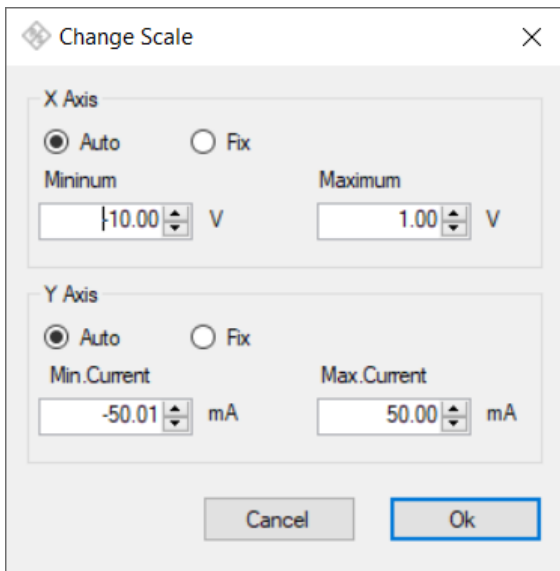 Change Scale
X Axis
Auto Fix
Mininum Maximum
-10.00 V 1.00 V
Y Axis
Auto Fix
Min.Current Max.Current
-50.01 mA 50.00 mA
Cancel Ok